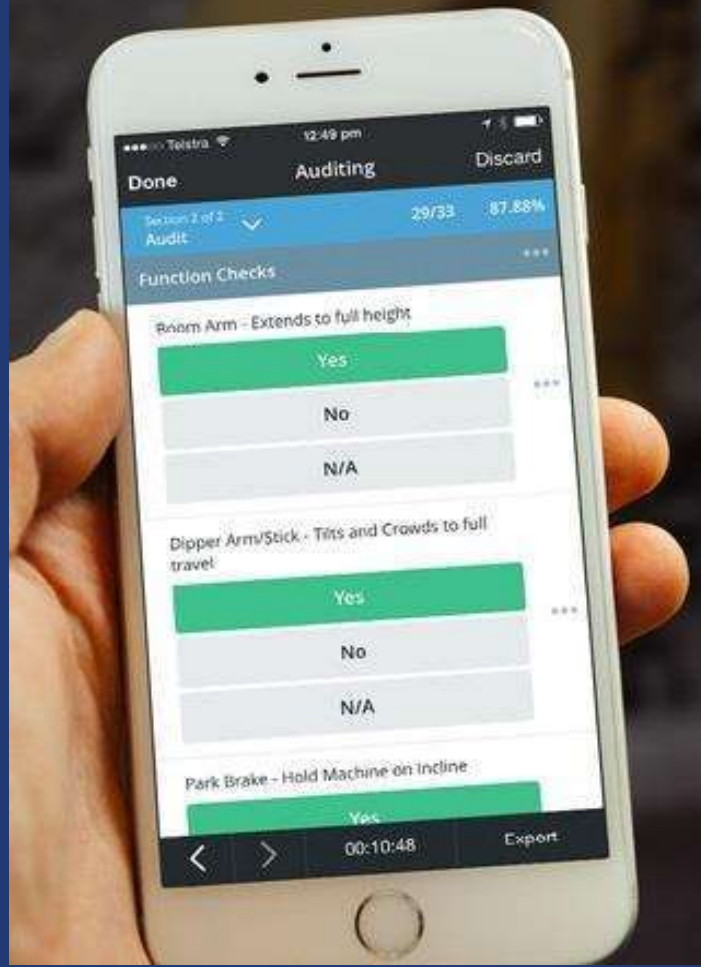 Telstra 12:49 pm
Done Auditing Discard
Section 2 of 2
Audit 29/33 87.88%
Function Checks
Boom Arm - Extends to full height
Yes
No
N/A
Dipper Arm/Stick - Tilts and Crowds to full
travel
Yes
No
N/A
Park Brake - Hold Machine on Incline
Yes
00:10:48 Export